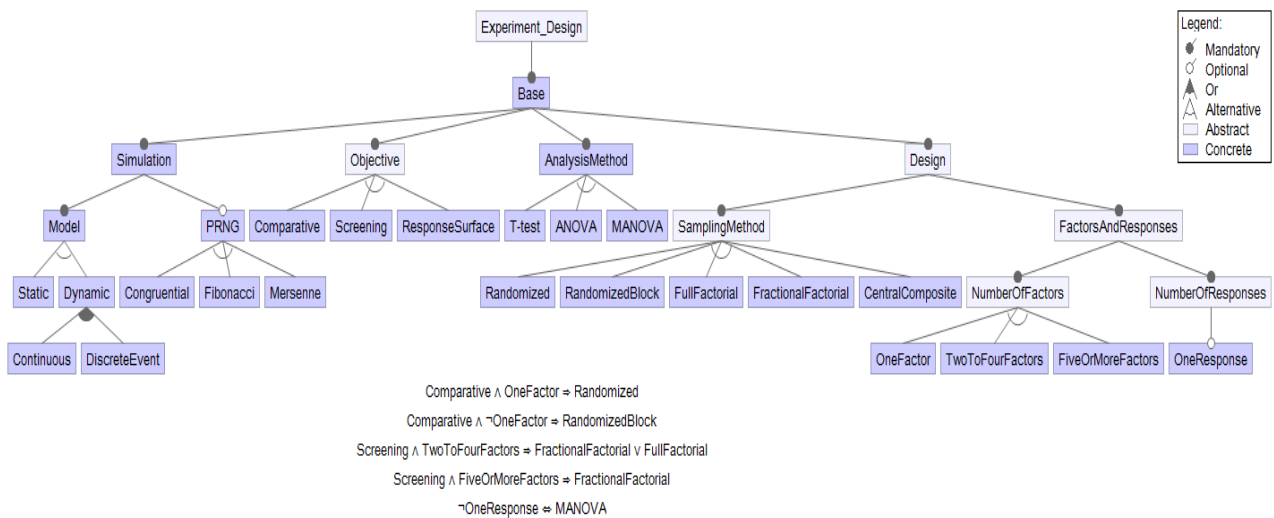 Experiment_Design
Legend:
Mandatory
Optional
Or
Alternative
Abstract
Concrete
Base
Simulation
Objective
AnalysisMethod
Design
Model
PRNG
Comparative
Screening
ResponseSurface
T-test
ANOVA
MANOVA
SamplingMethod
FactorsAndResponses
Static
Dynamic
Congruential
Fibonacci
Mersenne
Randomized
RandomizedBlock
FullFactorial
FractionalFactorial
CentralComposite
NumberOfFactors
NumberOfResponses
Continuous
DiscreteEvent
OneFactor
TwoToFourFactors
FiveOrMoreFactors
OneResponse
Comparative ∧ OneFactor ⇒ Randomized
Comparative ∧ ¬OneFactor ⇒ RandomizedBlock
Screening ∧ TwoToFourFactors ⇒ FractionalFactorial ∨ FullFactorial
Screening ∧ FiveOrMoreFactors ⇒ FractionalFactorial
¬OneResponse ⇔ MANOVA